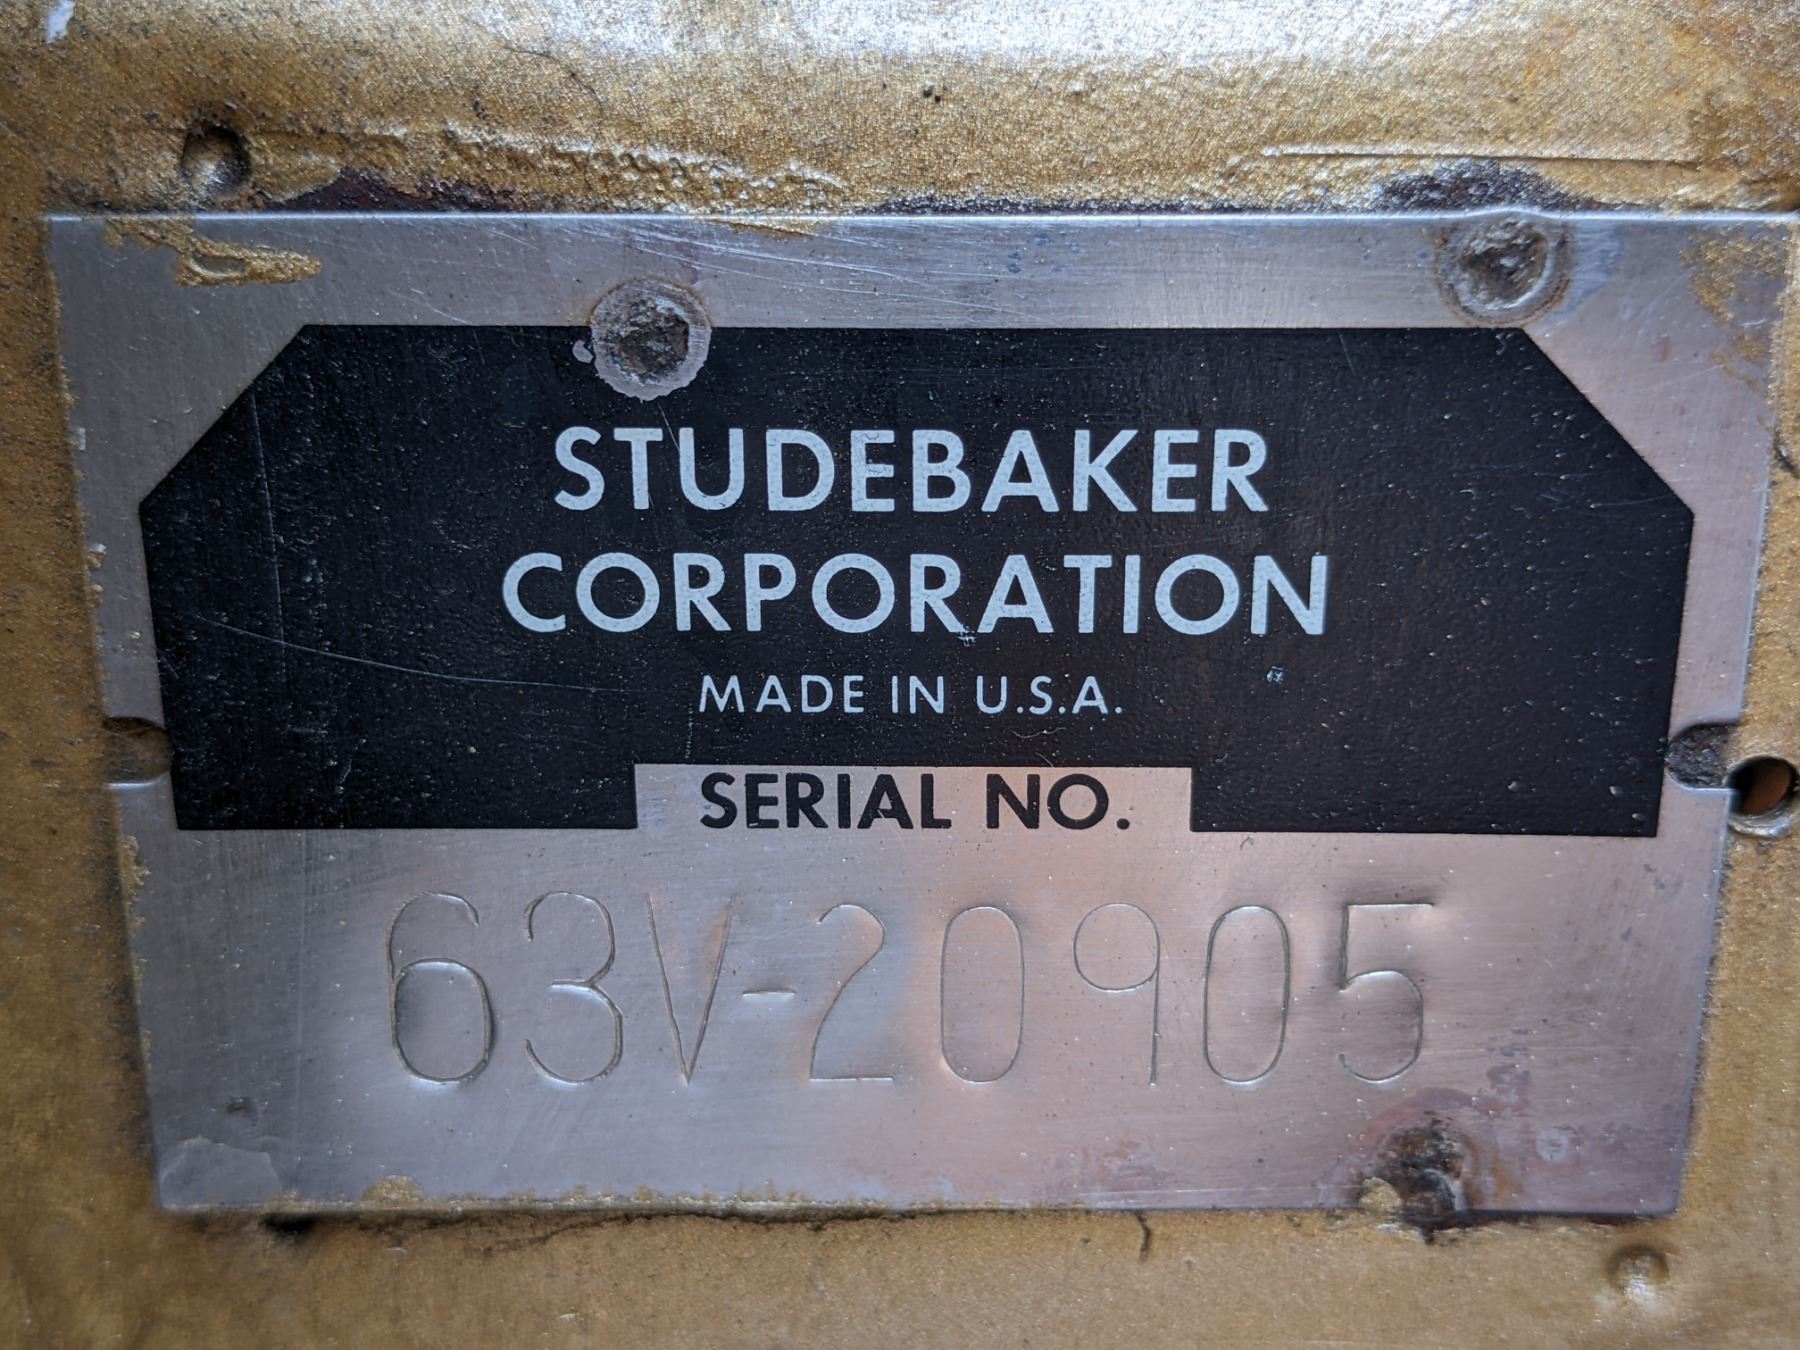 STUDEBAKER
CORPORATION
MADE IN U.S.A.
SERIAL NO.
63V-20905